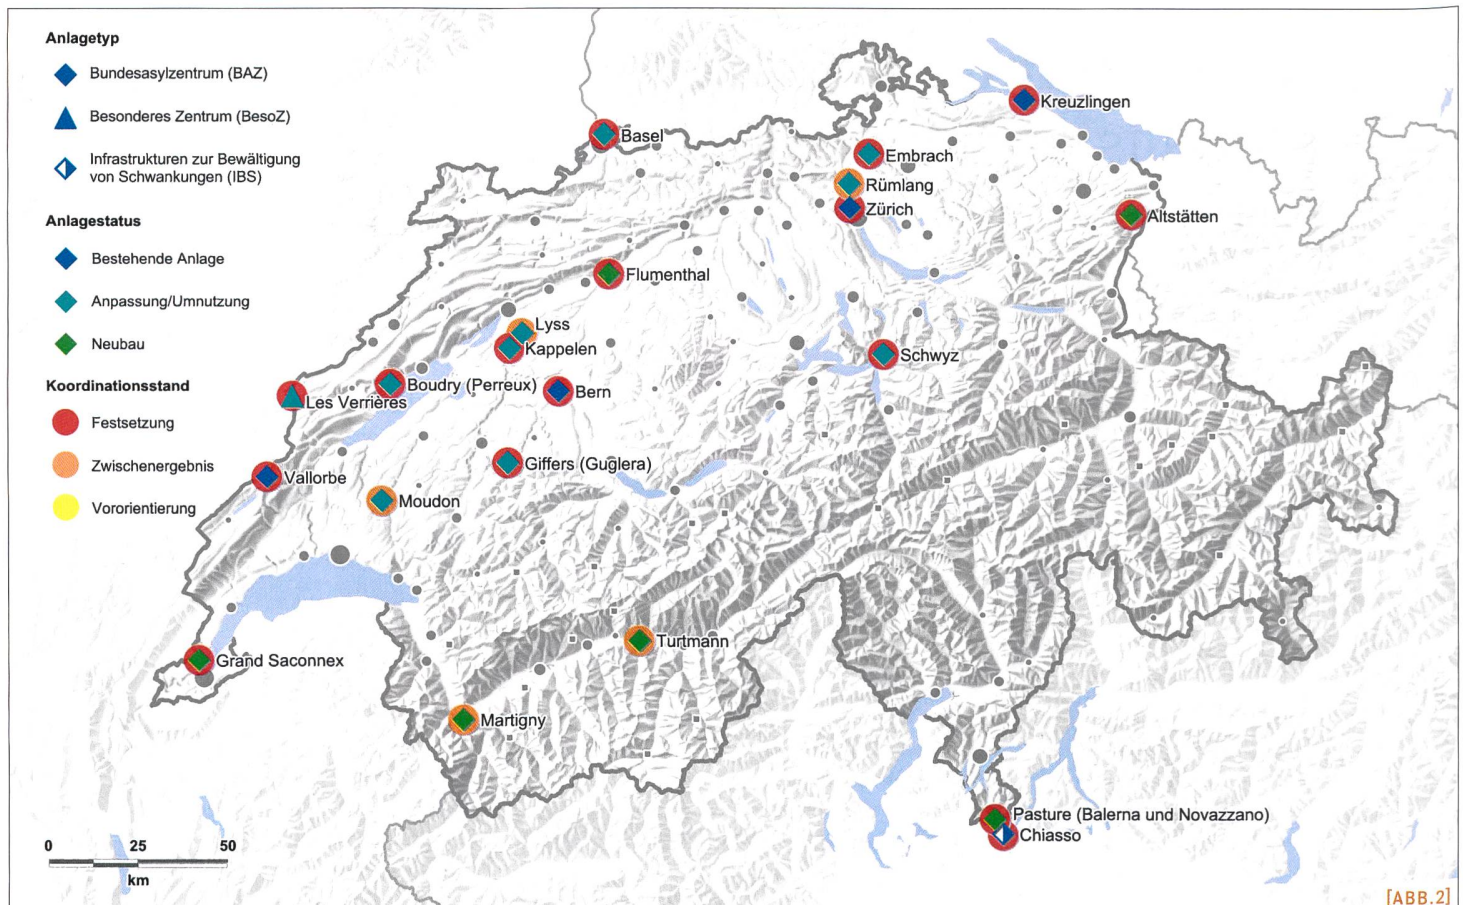 Anlagetyp
Bundesasylzentrum (BAZ)
Besonderes Zentrum (BesoZ)
Infrastrukturen zur Bewältigung
von Schwankungen (IBS)
Anlagestatus
Bestehende Anlage
Anpassung/Umnutzung
Neubau
Koordinationsstand
Festsetzung
Zwischenergebnis
Vororientierung
Kreuzlingen
Basel
Embrach
Rümlang
Zürich
Altstätten
Flumenthal
Lyss
Kappelen
Schwyz
Boudry (Perreux)
Bern
Les Verrières
Giffers (Guglera)
Vallorbe
Moudon
Turtmann
Grand Saconnex
Martigny
Pasture (Balerna und Novazzano)
Chiasso
0 25 50
km
[ABB.2]